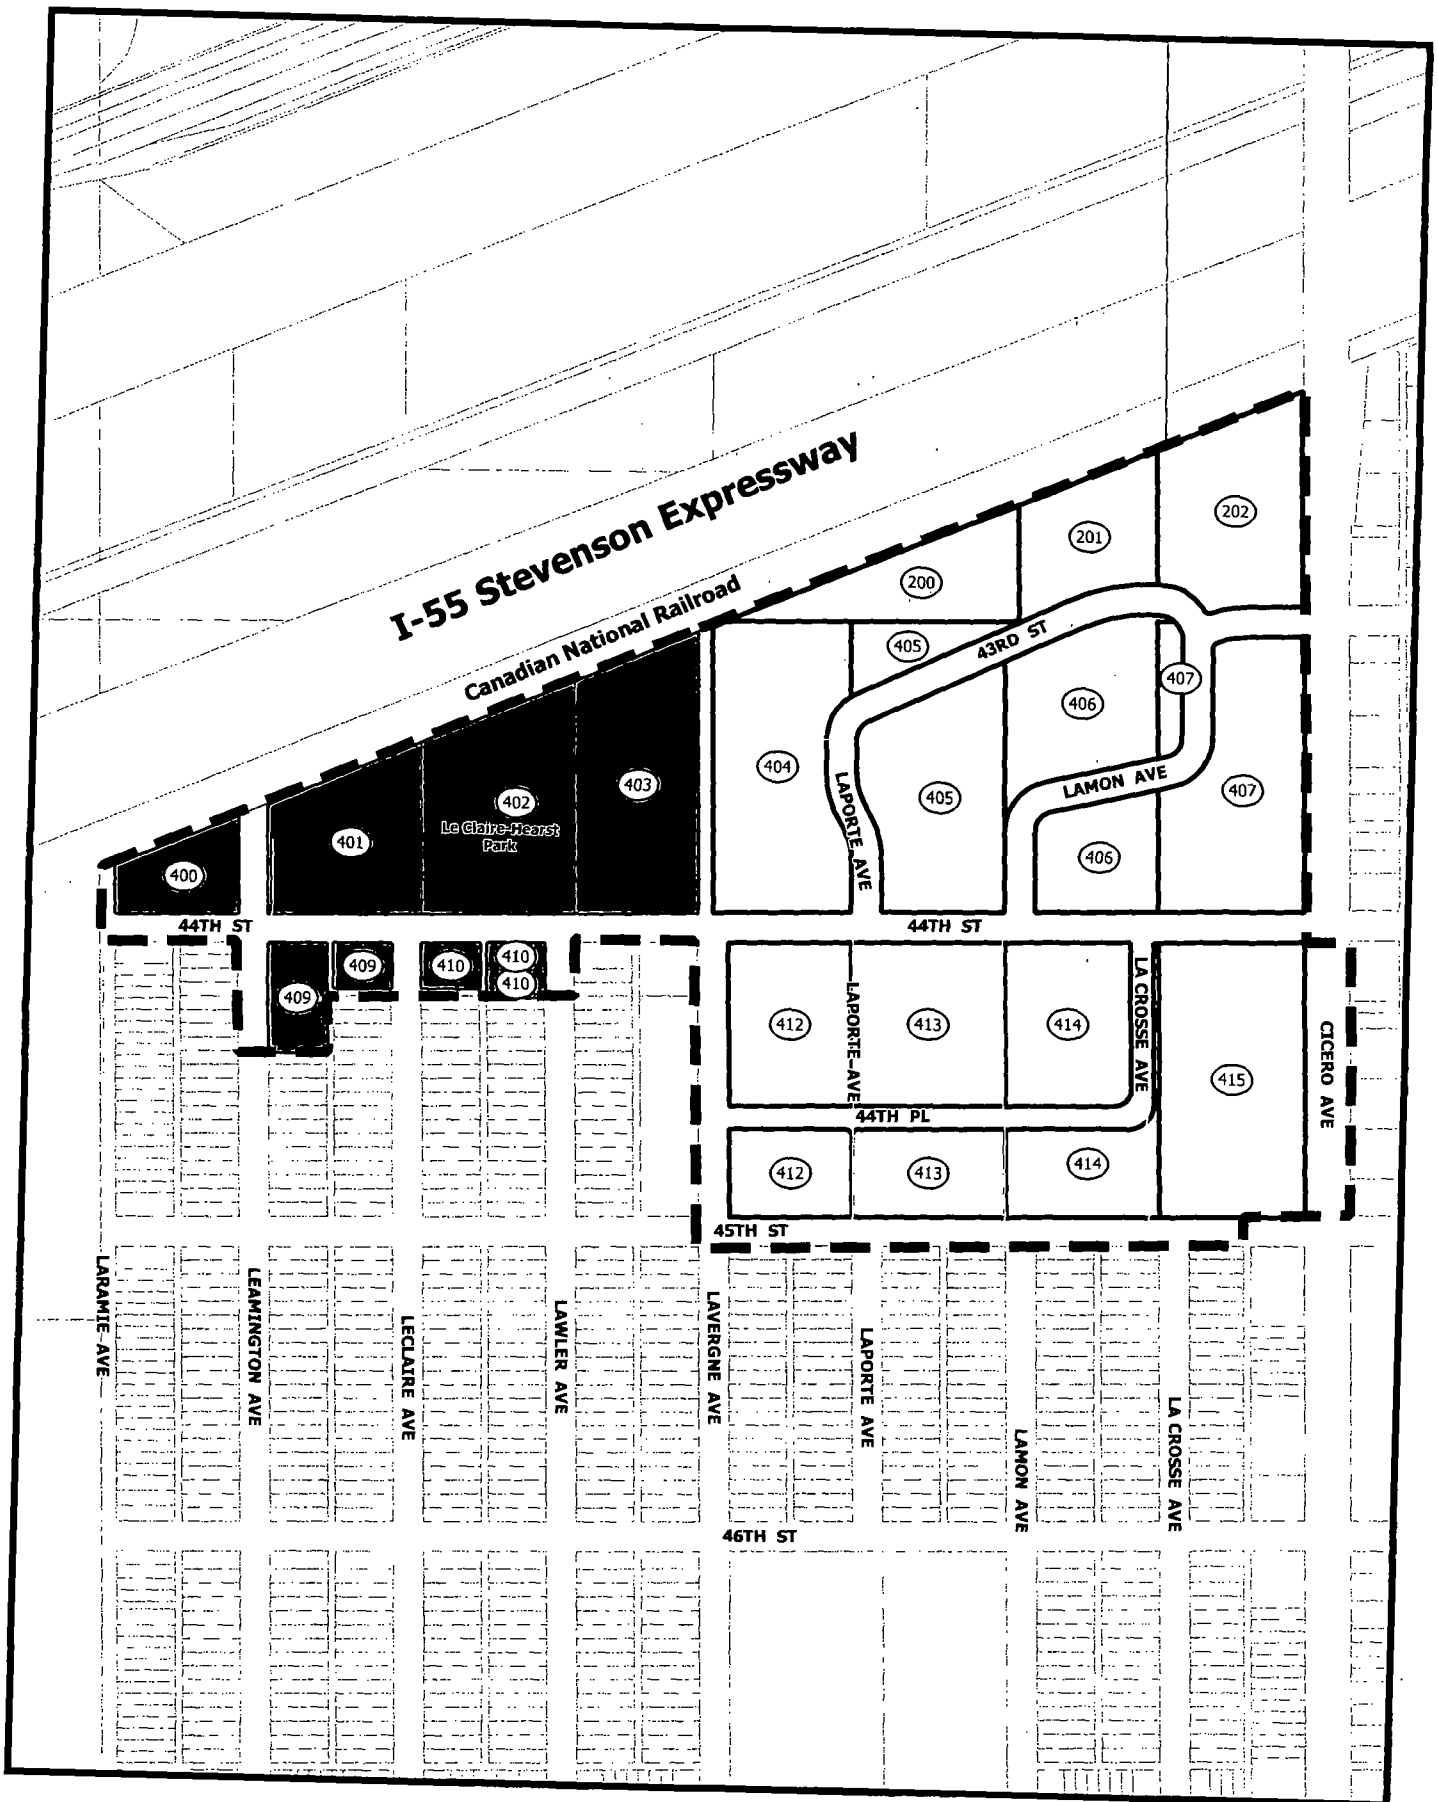 I-55 Stevenson Expressway
Canadian National Railroad
202
201
200
405
43RD ST
407
406
404
403
402
Le Claire-Hearst
Park
401
400
LAPORTE AVE
405
LAMON AVE
407
406
44TH ST
44TH ST
409
409
410
410
410
412
LAPORTE-AVE
413
414
LA CROSSE AVE
415
CICERO AVE
44TH PL
412
413
414
45TH ST
LARAMIE AVE
LEAMINGTON AVE
LECLAIRE AVE
LAWLER AVE
LAVERGNE AVE
LAPORTE AVE
LAMON AVE
LA CROSSE AVE
46TH ST